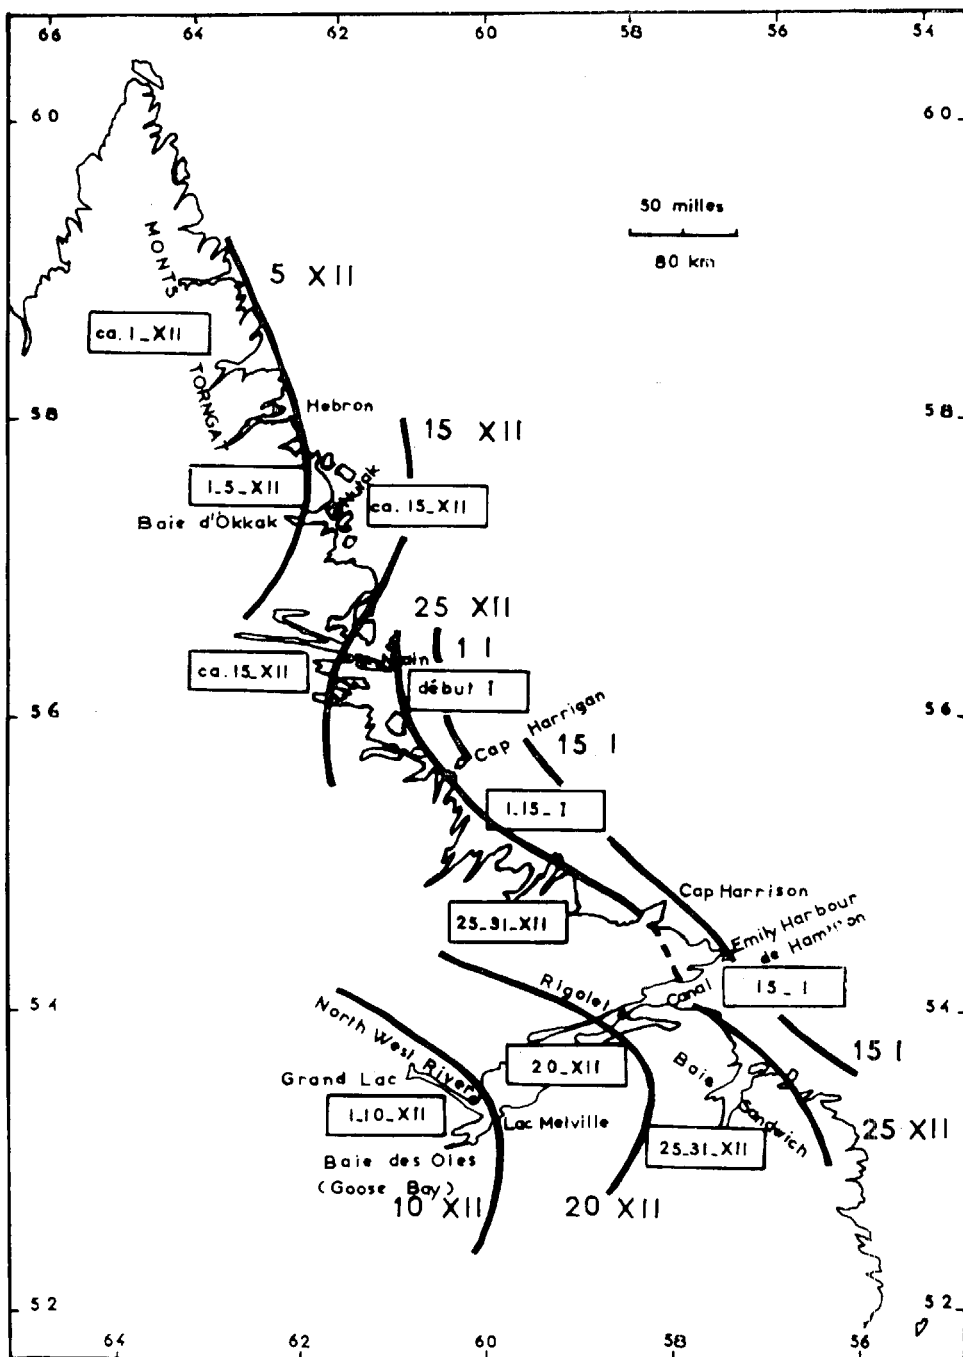 66 64 62 60 58 56 54
60 60
50 milles
80 km
MONTS
5 XII
ca. 1_XII
TORNGAT
Hebron
58 58
15 XII
1_5_XII
Nutak
ca. 15_XII
Baie d'Okkak
25 XII
1 I
Nain
ca. 15_XII
début I
56 56
Cap Harrigan
15 I
1_15_I
Cap Harrison
25_31_XII
Emily Harbour
de Hamilton
Canal
15_I
Rigolet
54 54
North West River
15 I
Grand Lac
20_XII
Baie Sandwich
1_10_XII
Lac Melville
25 XII
25_31_XII
Baie des Oies
(Goose Bay)
10 XII
20 XII
52 52
64 62 60 58 56